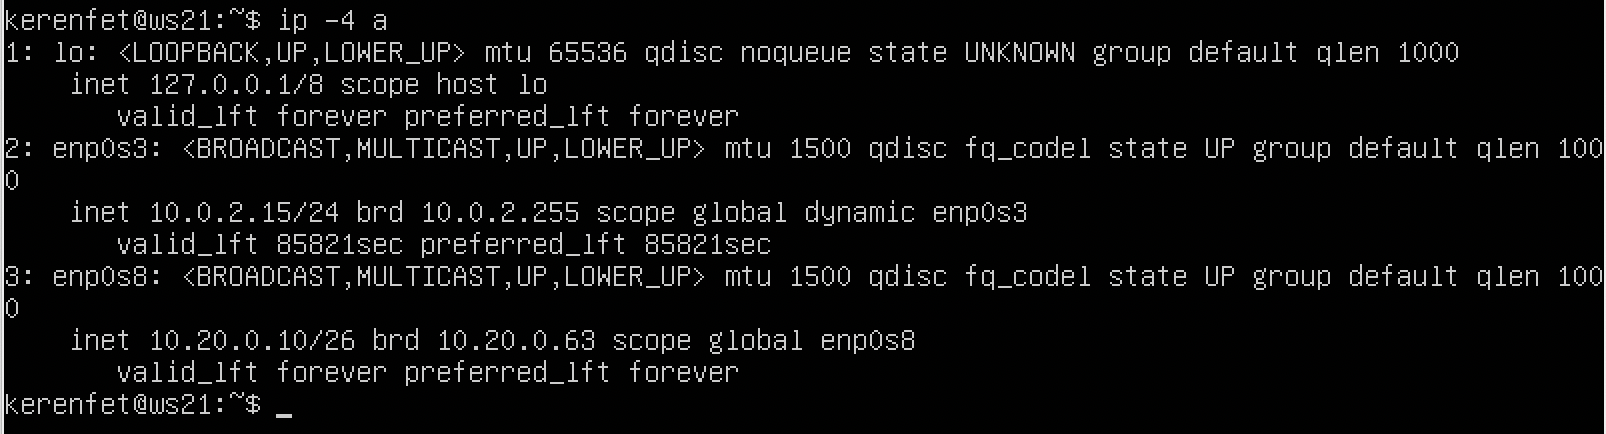 kerenfet@ws21:~$ ip -4 a
1: lo: <LOOPBACK,UP,LOWER_UP> mtu 65536 qdisc noqueue state UNKNOWN group default qlen 1000
    inet 127.0.0.1/8 scope host lo
       valid_lft forever preferred_lft forever
2: enp0s3: <BROADCAST,MULTICAST,UP,LOWER_UP> mtu 1500 qdisc fq_codel state UP group default qlen 100
0
    inet 10.0.2.15/24 brd 10.0.2.255 scope global dynamic enp0s3
       valid_lft 85821sec preferred_lft 85821sec
3: enp0s8: <BROADCAST,MULTICAST,UP,LOWER_UP> mtu 1500 qdisc fq_codel state UP group default qlen 100
0
    inet 10.20.0.10/26 brd 10.20.0.63 scope global enp0s8
       valid_lft forever preferred_lft forever
kerenfet@ws21:~$ _